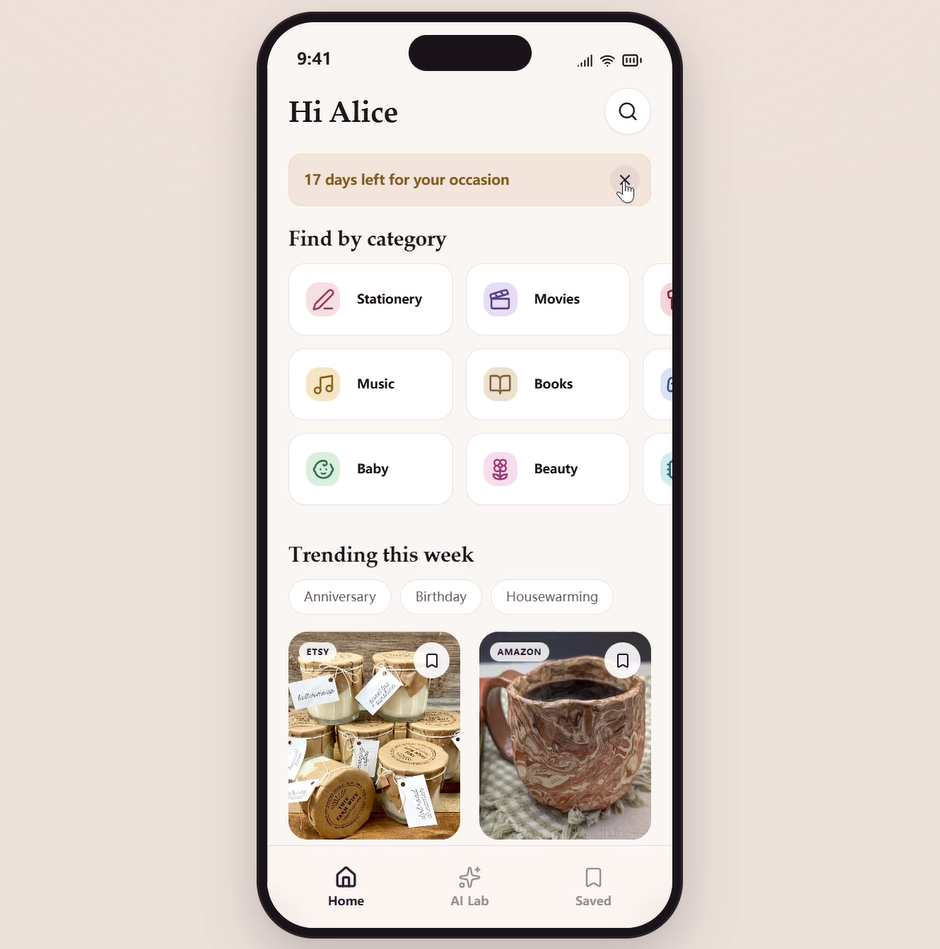 9:41
Hi Alice
17 days left for your occasion
Find by category
Stationery
Movies
Music
Books
Baby
Beauty
Trending this week
Anniversary
Birthday
Housewarming
ETSY
AMAZON
buttercream
Home
AI Lab
Saved